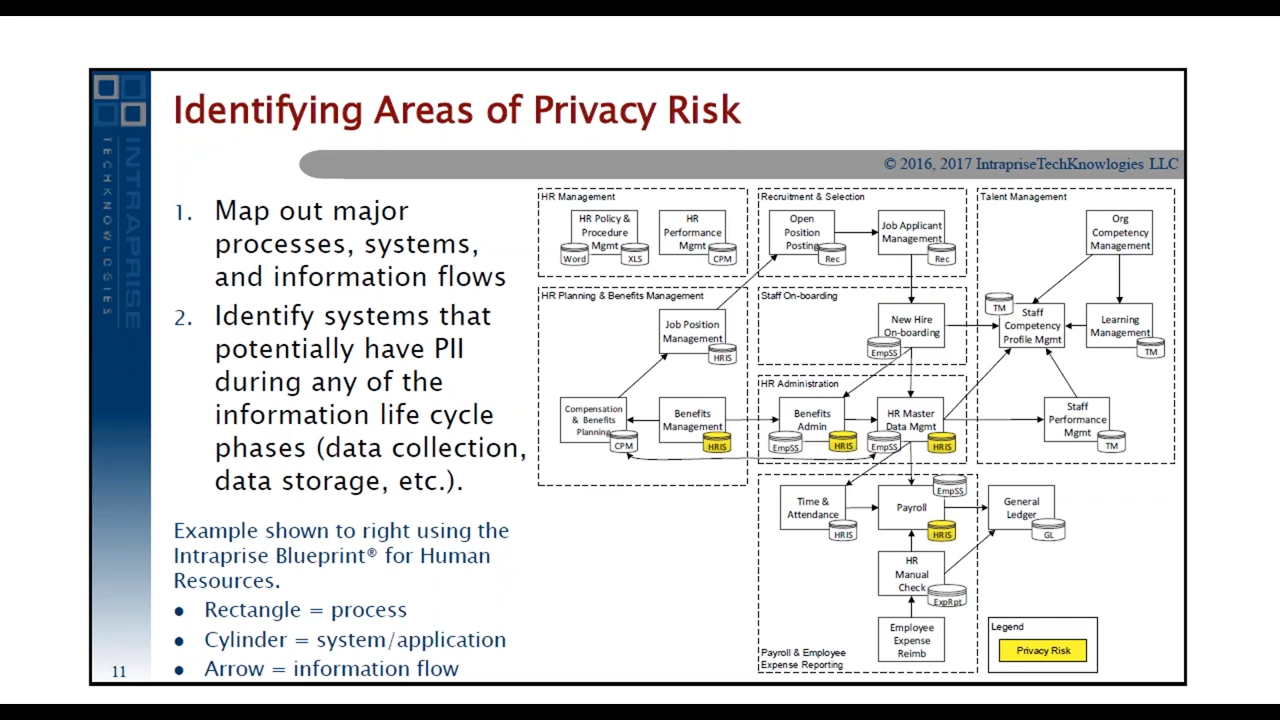 Identifying Areas of Privacy Risk
© 2016, 2017 IntrapriseTechKnowlogies LLC
INTRAPRISE
TECHKNOWLOGIES
1. Map out major
processes, systems,
and information flows
2. Identify systems that
potentially have PII
during any of the
information life cycle
phases (data collection,
data storage, etc.).
Example shown to right using the
Intraprise Blueprint® for Human
Resources.
• Rectangle = process
• Cylinder = system/application
• Arrow = information flow
11
HR Management
HR Policy &
Procedure
Mgmt
Word
XLS
HR
Performance
Mgmt
CPM
Recruitment & Selection
Open
Position
Posting
Rec
Job Applicant
Management
Rec
Talent Management
Org
Competency
Management
TM
Staff
Competency
Profile Mgmt
Learning
Management
TM
Staff
Performance
Mgmt
TM
HR Planning & Benefits Management
Job Position
Management
HRIS
Compensation
& Benefits
Planning
CPM
Benefits
Management
HRIS
Staff On-boarding
New Hire
On-boarding
EmpSS
HR Administration
Benefits
Admin
EmpSS
HRIS
HR Master
Data Mgmt
EmpSS
HRIS
Time &
Attendance
HRIS
Payroll
EmpSS
HRIS
General
Ledger
GL
HR
Manual
Check
ExpRpt
Employee
Expense
Reimb
Payroll & Employee
Expense Reporting
Legend
Privacy Risk